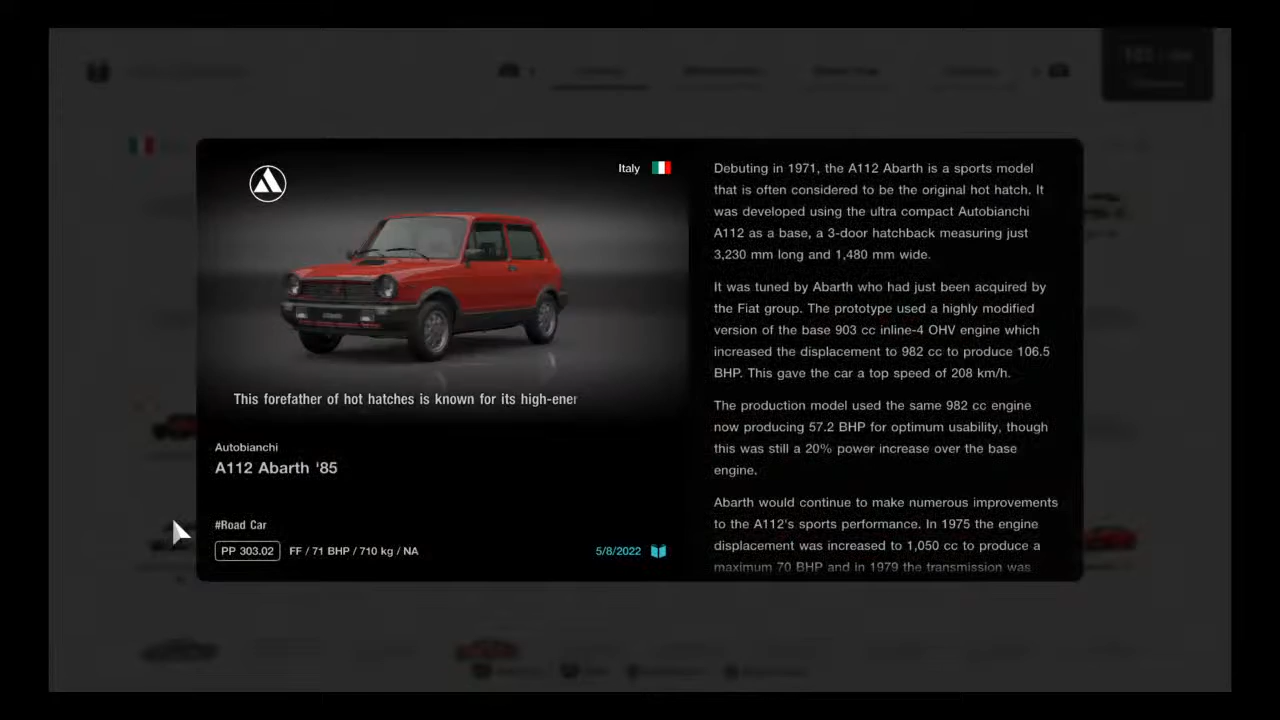 Italy
This forefather of hot hatches is known for its high-ener
Autobianchi
A112 Abarth '85
#Road Car
PP 303.02
FF / 71 BHP / 710 kg / NA
5/8/2022
Debuting in 1971, the A112 Abarth is a sports model
that is often considered to be the original hot hatch. It
was developed using the ultra compact Autobianchi
A112 as a base, a 3-door hatchback measuring just
3,230 mm long and 1,480 mm wide.
It was tuned by Abarth who had just been acquired by
the Fiat group. The prototype used a highly modified
version of the base 903 cc inline-4 OHV engine which
increased the displacement to 982 cc to produce 106.5
BHP. This gave the car a top speed of 208 km/h.
The production model used the same 982 cc engine
now producing 57.2 BHP for optimum usability, though
this was still a 20% power increase over the base
engine.
Abarth would continue to make numerous improvements
to the A112's sports performance. In 1975 the engine
displacement was increased to 1,050 cc to produce a
maximum 70 BHP and in 1979 the transmission was